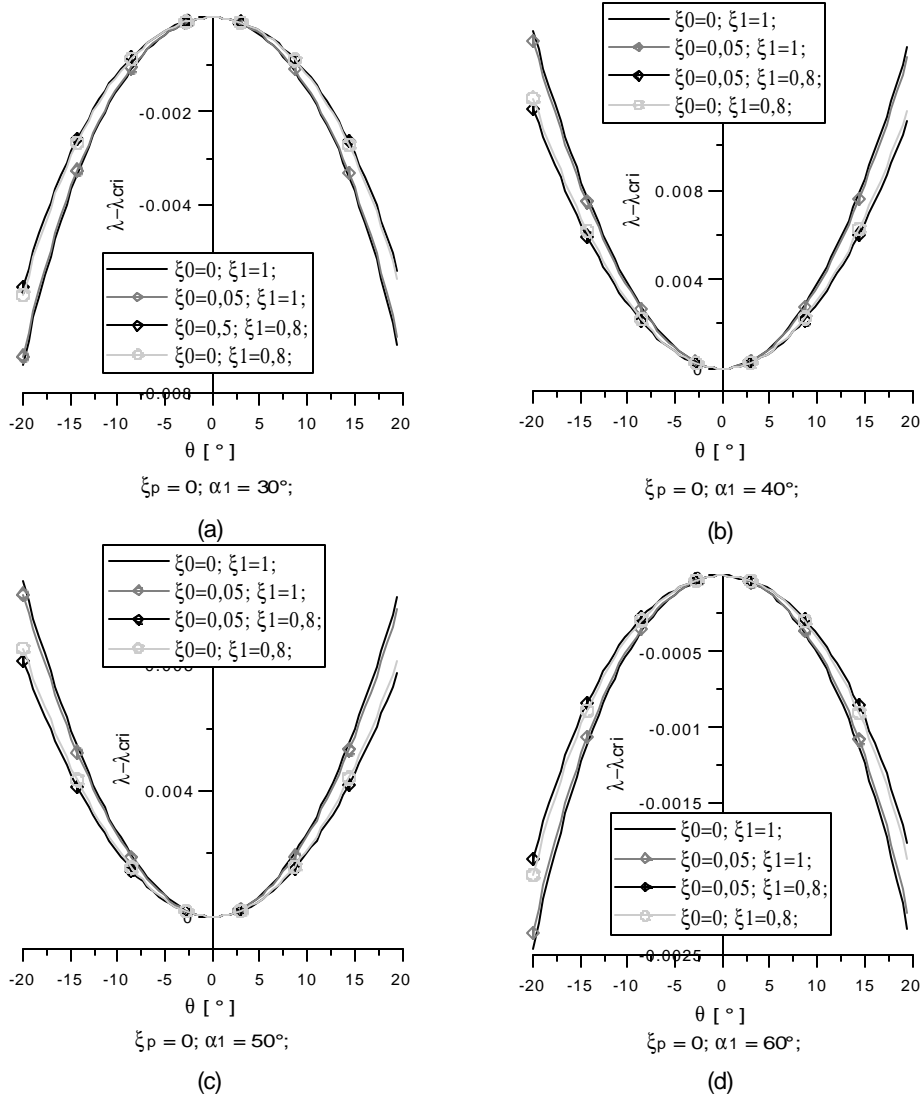 -0.002
-0.004
-0.008
λ−λcri
ξ0=0; ξ1=1;
ξ0=0,05; ξ1=1;
ξ0=0,5; ξ1=0,8;
ξ0=0; ξ1=0,8;
-20 -15 -10 -5 0 5 10 15 20
θ [ ° ]
ξp = 0; α1 = 30°;
(a)
ξ0=0; ξ1=1;
ξ0=0,05; ξ1=1;
ξ0=0,05; ξ1=0,8;
ξ0=0; ξ1=0,8;
0.008
0.004
0
λ−λcri
-20 -15 -10 -5 0 5 10 15 20
θ [ ° ]
ξp = 0; α1 = 40°;
(b)
ξ0=0; ξ1=1;
ξ0=0,05; ξ1=1;
ξ0=0,05; ξ1=0,8;
ξ0=0; ξ1=0,8;
0.004
0
λ−λcri
-20 -15 -10 -5 0 5 10 15 20
θ [ ° ]
ξp = 0; α1 = 50°;
(c)
-0.0005
-0.001
-0.0015
-0.0025
λ−λcri
ξ0=0; ξ1=1;
ξ0=0,05; ξ1=1;
ξ0=0,05; ξ1=0,8;
ξ0=0; ξ1=0,8;
-20 -15 -10 -5 0 5 10 15 20
θ [ ° ]
ξp = 0; α1 = 60°;
(d)